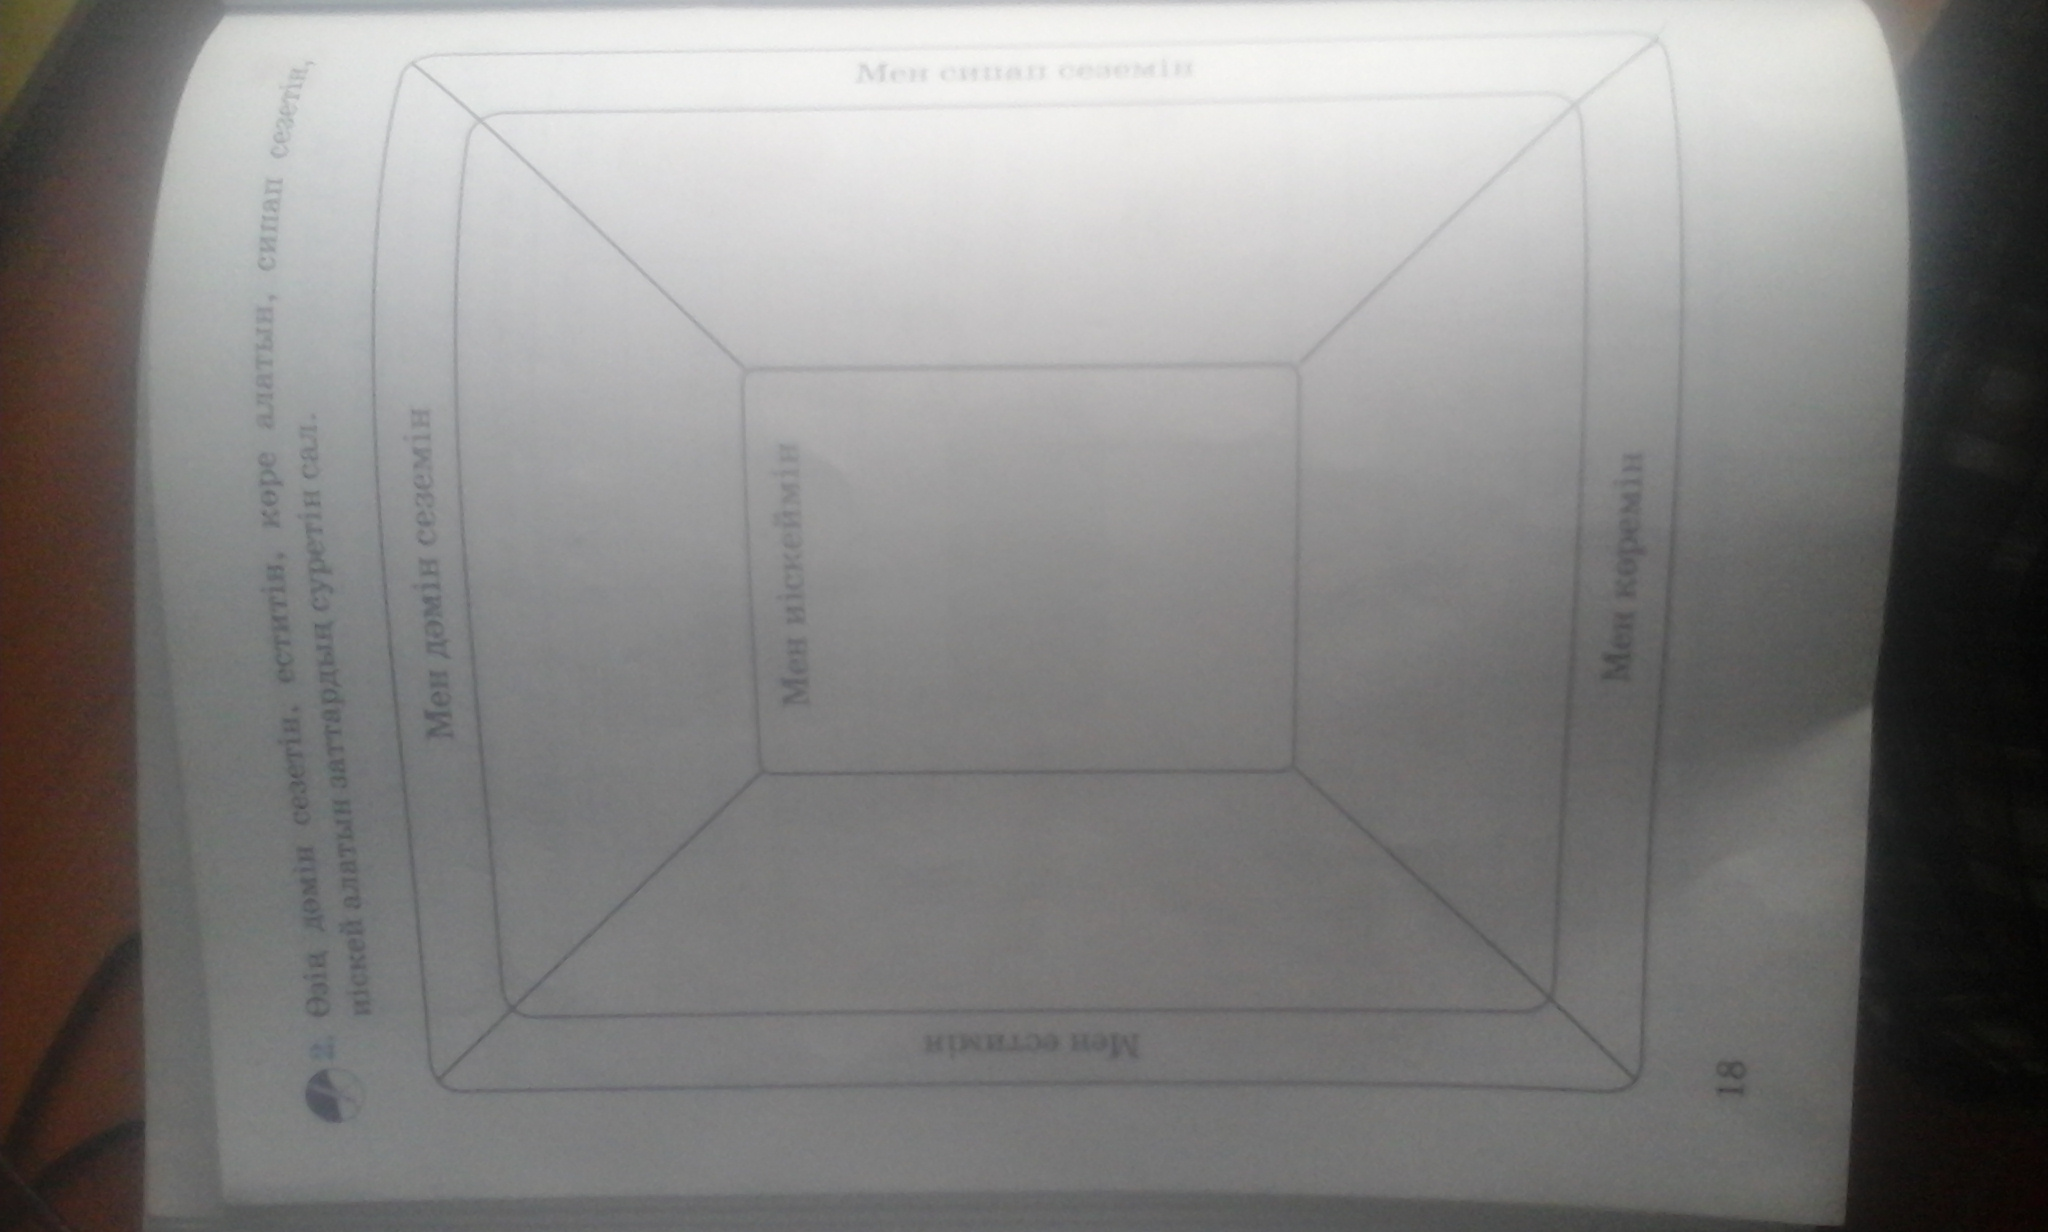 2. Өзің дәмін сезетін, еститін, көре алатын, сипап сезетін,
иіскей алатын заттардың суретін сал.
Мен дәмін сеземін
Мен сипап сеземін
Мен иіскеймін
Мен естимін
Мен көремін
18